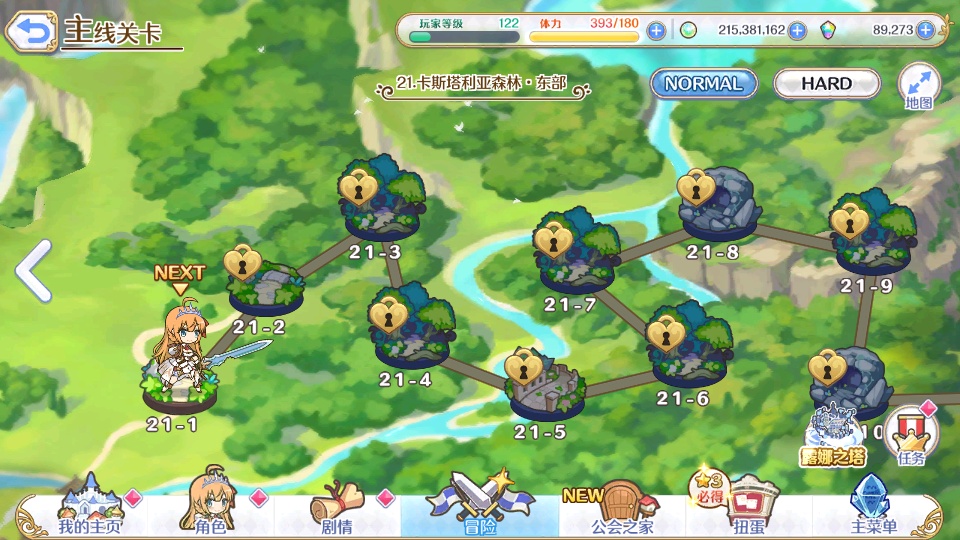 主线关卡
玩家等级 122 体力 393/180 215,381,162 89,273
21.卡斯塔利亚森林·东部
NORMAL
HARD
地图
21-3
21-8
21-9
NEXT
21-2
21-7
21-4
21-6
21-1
21-5
10
露娜之塔
任务
NEW
★3
必得
我的主页
角色
剧情
冒险
公会之家
扭蛋
主菜单